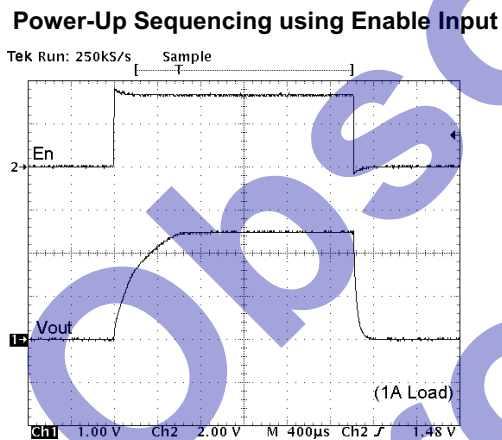 Power-Up Sequencing using Enable Input
Tek Run: 250kS/s Sample
T
En
2→
Vout
1→
(1A Load)
Ch1 1.00 V Ch2 2.00 V M 400µs Ch2 ∫ 1.48 V
Obso